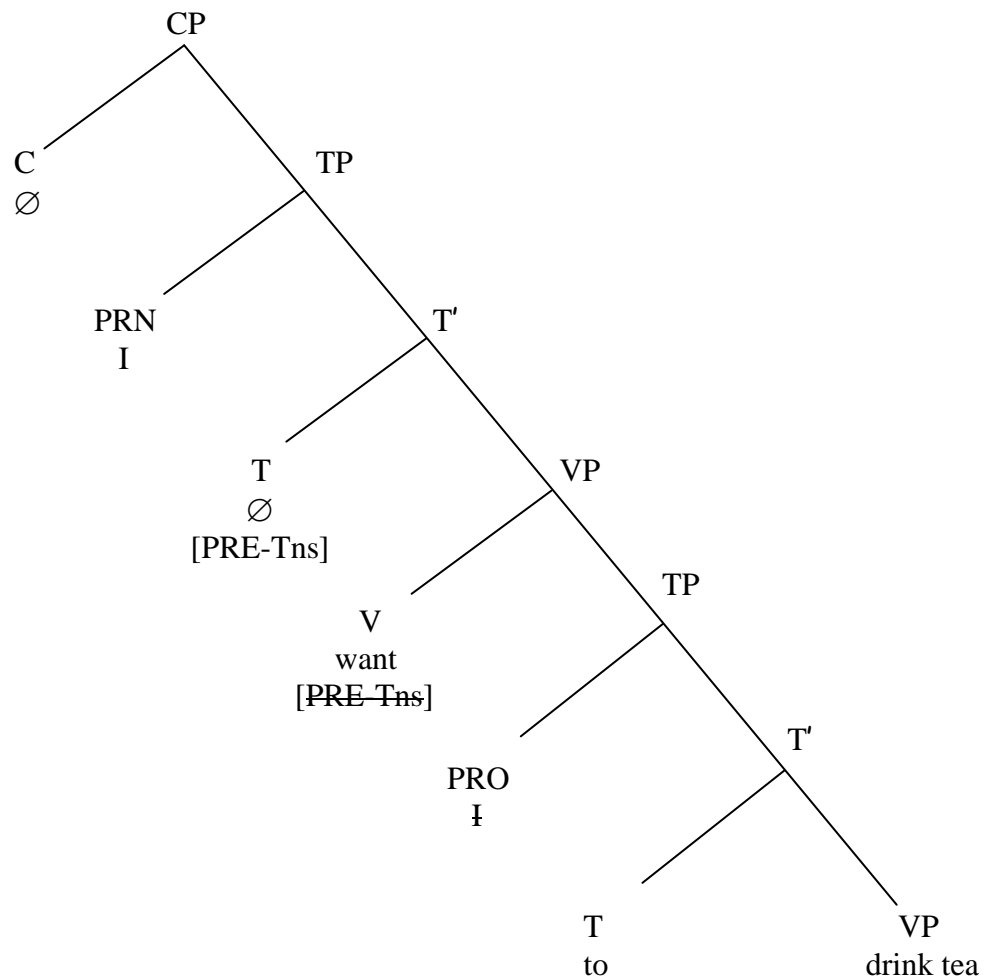 CP
C
∅
TP
PRN
I
T'
T
∅
[PRE-Tns]
VP
V
want
[PRE-Tns]
TP
PRO
I
T'
T
to
VP
drink tea